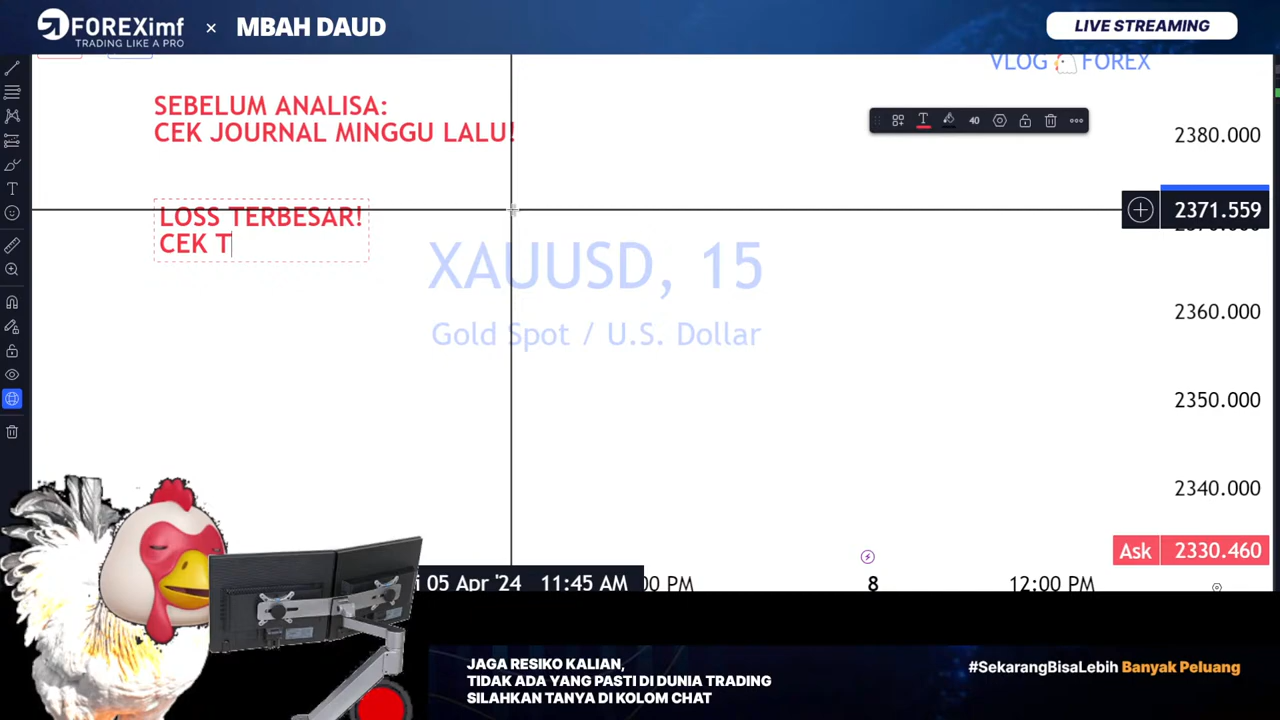 FOREXimf
TRADING LIKE A PRO
×
MBAH DAUD
LIVE STREAMING
VLOG FOREX
SEBELUM ANALISA:
CEK JOURNAL MINGGU LALU!
LOSS TERBESAR!
CEK T
T
40
XAUUSD, 15
Gold Spot / U.S. Dollar
2380.000
2371.559
2360.000
2350.000
2340.000
Ask 2330.460
05 Apr '24 11:45 AM
:00 PM
8
12:00 PM
JAGA RESIKO KALIAN,
TIDAK ADA YANG PASTI DI DUNIA TRADING
SILAHKAN TANYA DI KOLOM CHAT
#SekarangBisaLebih Banyak Peluang